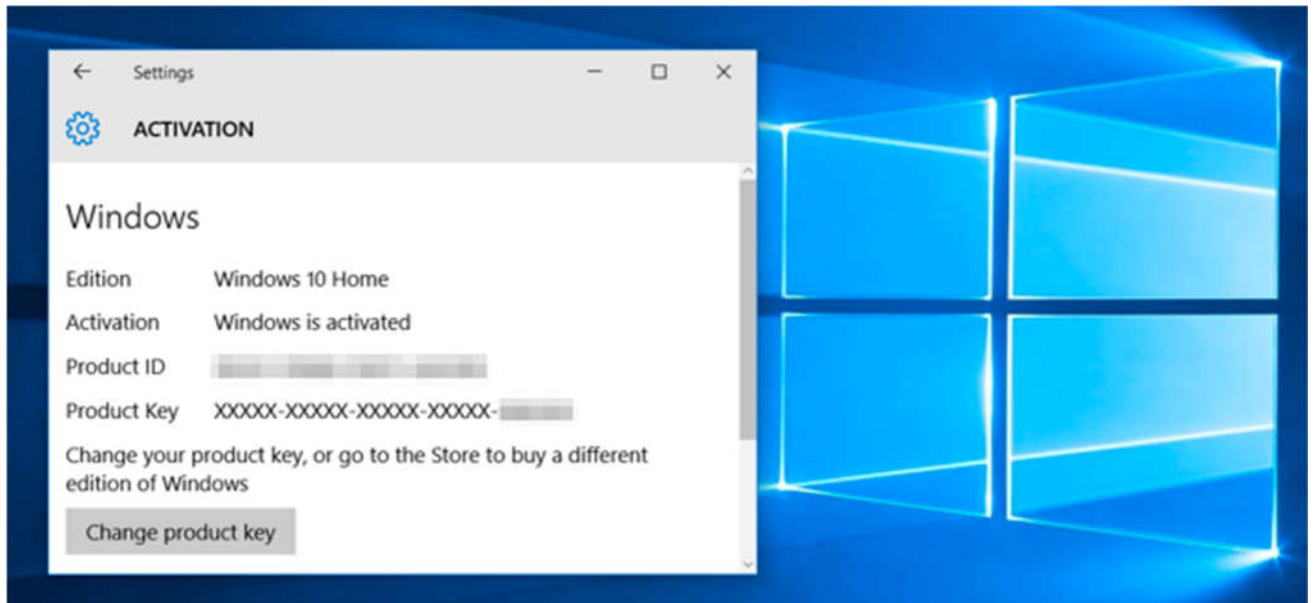 Settings
ACTIVATION
Windows
Edition Windows 10 Home
Activation Windows is activated
Product ID
Product Key XXXXX-XXXXX-XXXXX-XXXXX-
Change your product key, or go to the Store to buy a different
edition of Windows
Change product key